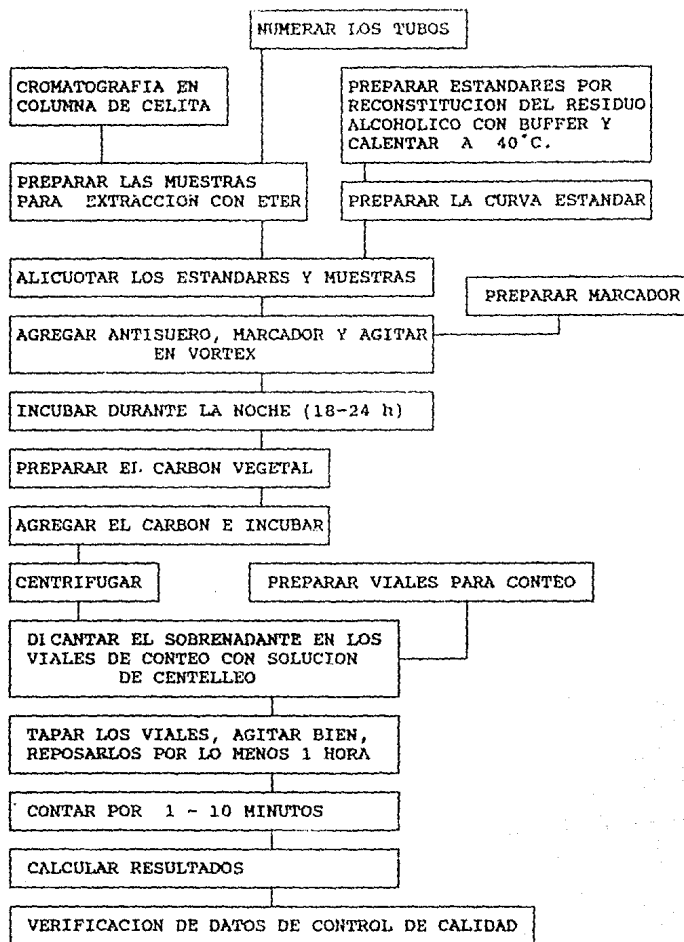 NUMERAR LOS TUBOS
CROMATOGRAFIA EN
COLUMNA DE CELITA
PREPARAR ESTANDARES POR
RECONSTITUCION DEL RESIDUO
ALCOHOLICO CON BUFFER Y
CALENTAR A 40°C.
PREPARAR LAS MUESTRAS
PARA EXTRACCION CON ETER
PREPARAR LA CURVA ESTANDAR
ALICUOTAR LOS ESTANDARES Y MUESTRAS
PREPARAR MARCADOR
AGREGAR ANTISUERO, MARCADOR Y AGITAR
EN VORTEX
INCUBAR DURANTE LA NOCHE (18-24 h)
PREPARAR EL CARBON VEGETAL
AGREGAR EL CARBON E INCUBAR
CENTRIFUGAR
PREPARAR VIALES PARA CONTEO
DI CANTAR EL SOBRENADANTE EN LOS
VIALES DE CONTEO CON SOLUCION
DE CENTELLEO
TAPAR LOS VIALES, AGITAR BIEN,
REPOSARLOS POR LO MENOS 1 HORA
CONTAR POR 1 - 10 MINUTOS
CALCULAR RESULTADOS
VERIFICACION DE DATOS DE CONTROL DE CALIDAD